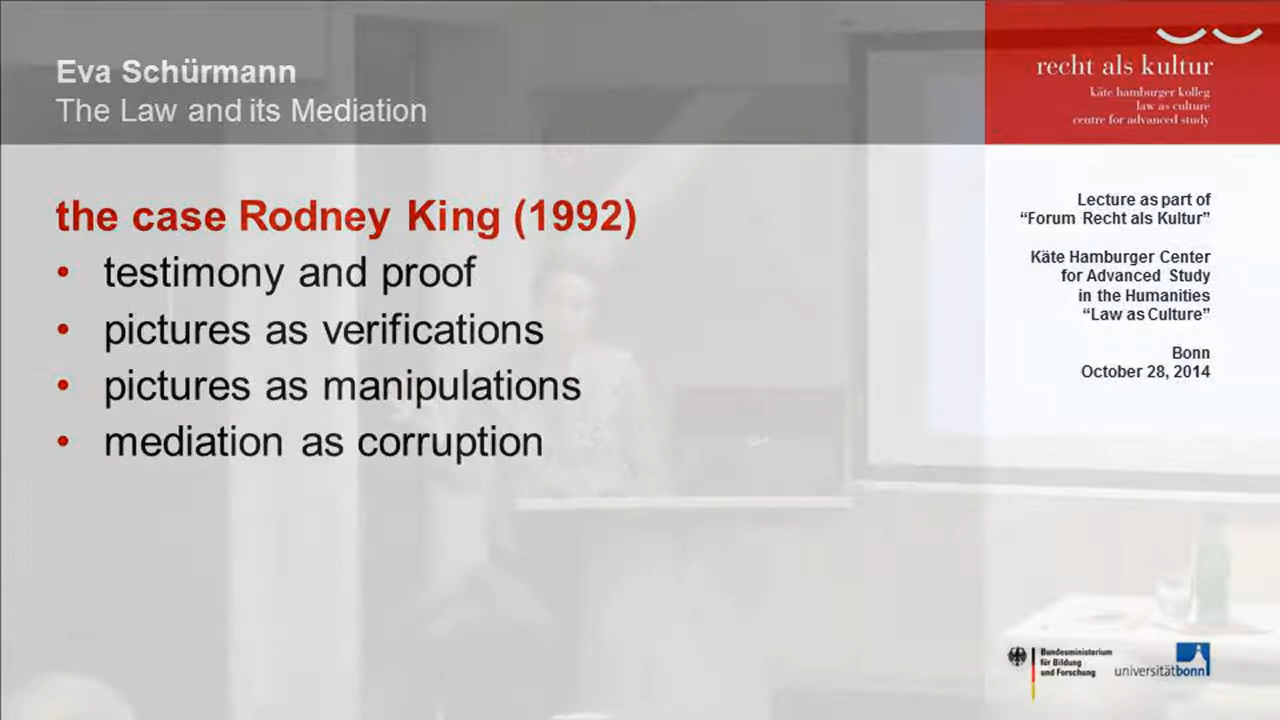 Eva Schürmann
The Law and its Mediation
recht als kultur
käte hamburger kolleg
law as culture
centre for advanced study
the case Rodney King (1992)
• testimony and proof
• pictures as verifications
• pictures as manipulations
• mediation as corruption
Lecture as part of
“Forum Recht als Kultur”
Käte Hamburger Center
for Advanced Study
in the Humanities
“Law as Culture”
Bonn
October 28, 2014
Bundesministerium
für Bildung
und Forschung
universitätbonn